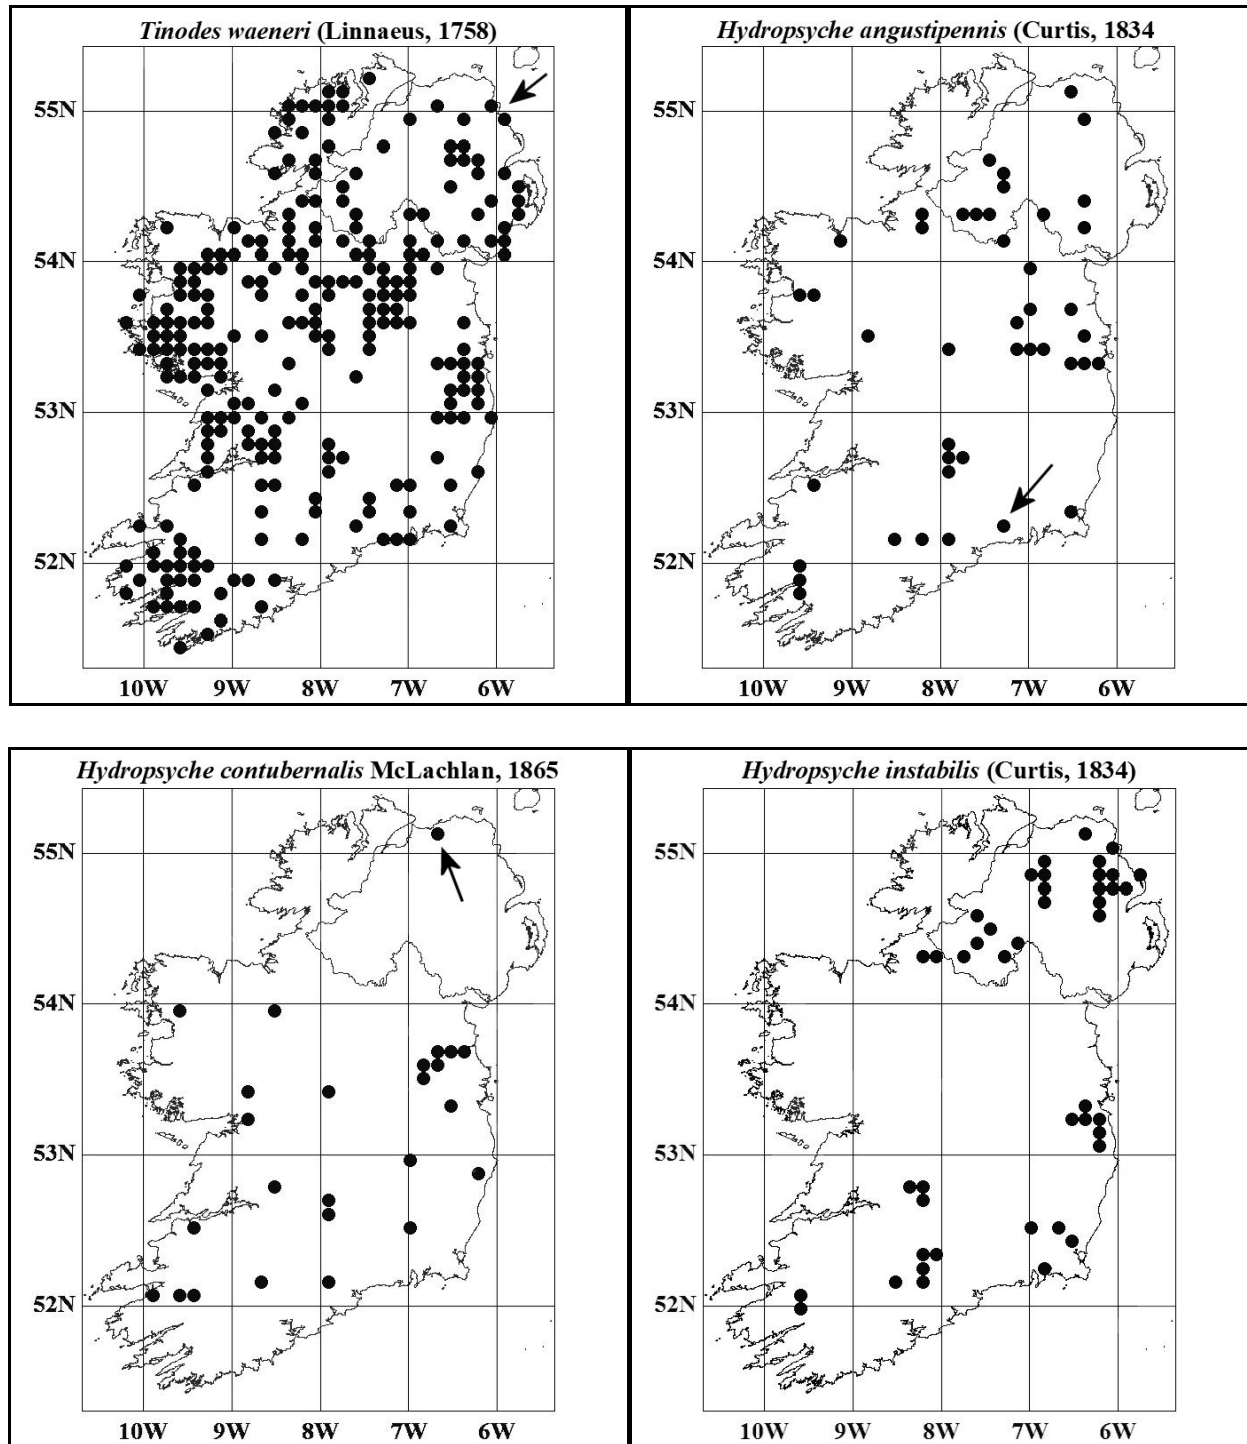 Tinodes waeneri (Linnaeus, 1758)
55N
54N
53N
52N
10W 9W 8W 7W 6W
Hydropsyche angustipennis (Curtis, 1834
55N
54N
53N
52N
10W 9W 8W 7W 6W
Hydropsyche contubernalis McLachlan, 1865
55N
54N
53N
52N
10W 9W 8W 7W 6W
Hydropsyche instabilis (Curtis, 1834)
55N
54N
53N
52N
10W 9W 8W 7W 6W